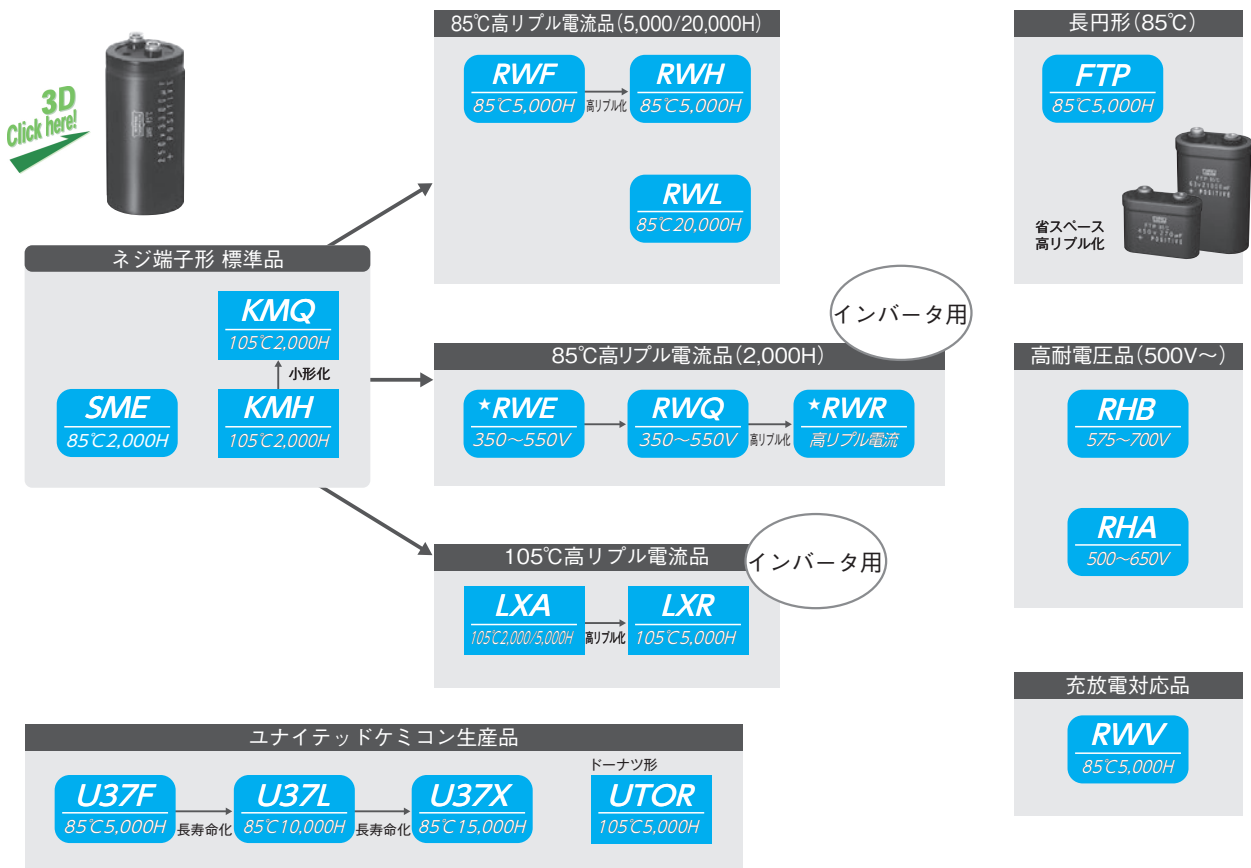 3D
Click here!
85℃高リプル電流品(5,000/20,000H)
RWF
85℃5,000H
高リプル化
RWH
85℃5,000H
RWL
85℃20,000H
長円形(85℃)
FTP
85℃5,000H
省スペース
高リプル化
ネジ端子形 標準品
KMQ
105℃2,000H
小形化
SME
85℃2,000H
KMH
105℃2,000H
インバータ用
85℃高リプル電流品(2,000H)
★RWE
350～550V
RWQ
350～550V
高リプル化
★RWR
高リプル電流
高耐電圧品(500V～)
RHB
575～700V
RHA
500～650V
105℃高リプル電流品
インバータ用
LXA
105℃2,000/5,000H
高リプル化
LXR
105℃5,000H
充放電対応品
RWV
85℃5,000H
ユナイテッドケミコン生産品
U37F
85℃5,000H
長寿命化
U37L
85℃10,000H
長寿命化
U37X
85℃15,000H
ドーナツ形
UTOR
105℃5,000H